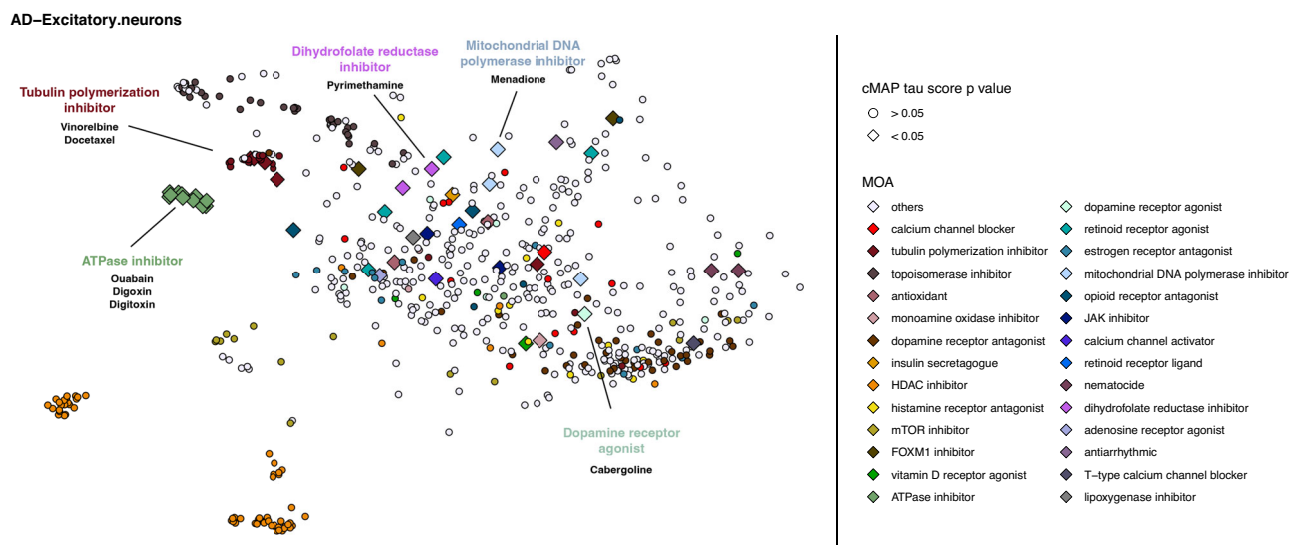 AD−Excitatory.neurons
Mitochondrial DNA
polymerase inhibitor
Menadione
Dihydrofolate reductase
inhibitor
Pyrimethamine
Tubulin polymerization
inhibitor
Vinorelbine
Docetaxel
ATPase inhibitor
Ouabain
Digoxin
Digitoxin
Dopamine receptor
agonist
Cabergoline
cMAP tau score p value
> 0.05
< 0.05
MOA
others
calcium channel blocker
tubulin polymerization inhibitor
topoisomerase inhibitor
antioxidant
monoamine oxidase inhibitor
dopamine receptor antagonist
insulin secretagogue
HDAC inhibitor
histamine receptor antagonist
mTOR inhibitor
FOXM1 inhibitor
vitamin D receptor agonist
ATPase inhibitor
dopamine receptor agonist
retinoid receptor agonist
estrogen receptor antagonist
mitochondrial DNA polymerase inhibitor
opioid receptor antagonist
JAK inhibitor
calcium channel activator
retinoid receptor ligand
nematocide
dihydrofolate reductase inhibitor
adenosine receptor agonist
antiarrhythmic
T−type calcium channel blocker
lipoxygenase inhibitor